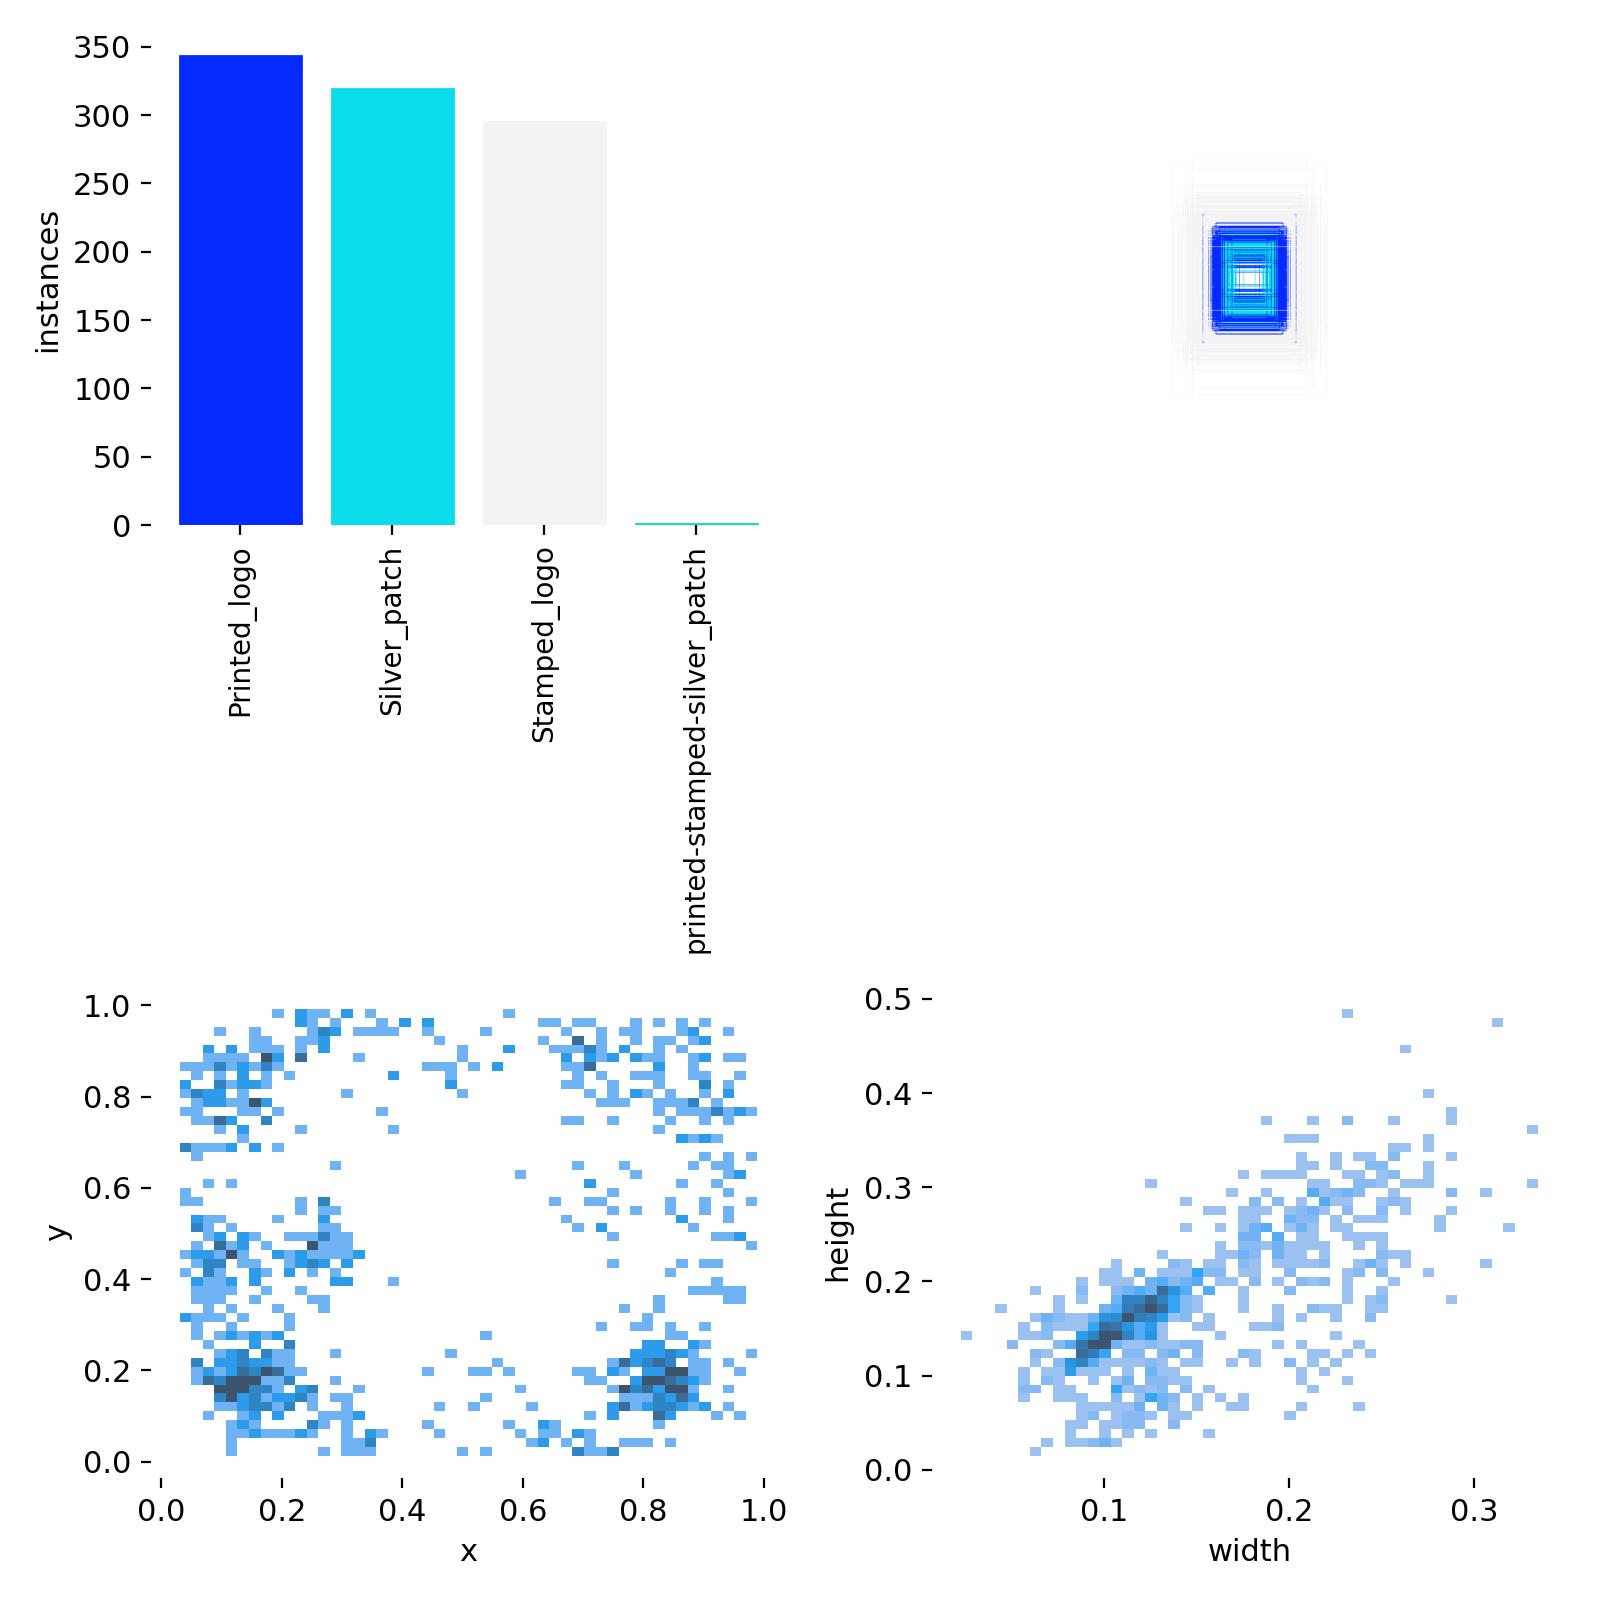 350
300
250
200
150
100
50
0
instances
Printed_logo
Silver_patch
Stamped_logo
printed-stamped-silver_patch
1.0
0.8
0.6
0.4
0.2
0.0
y
0.0 0.2 0.4 0.6 0.8 1.0
x
0.5
0.4
0.3
0.2
0.1
0.0
height
0.1 0.2 0.3
width